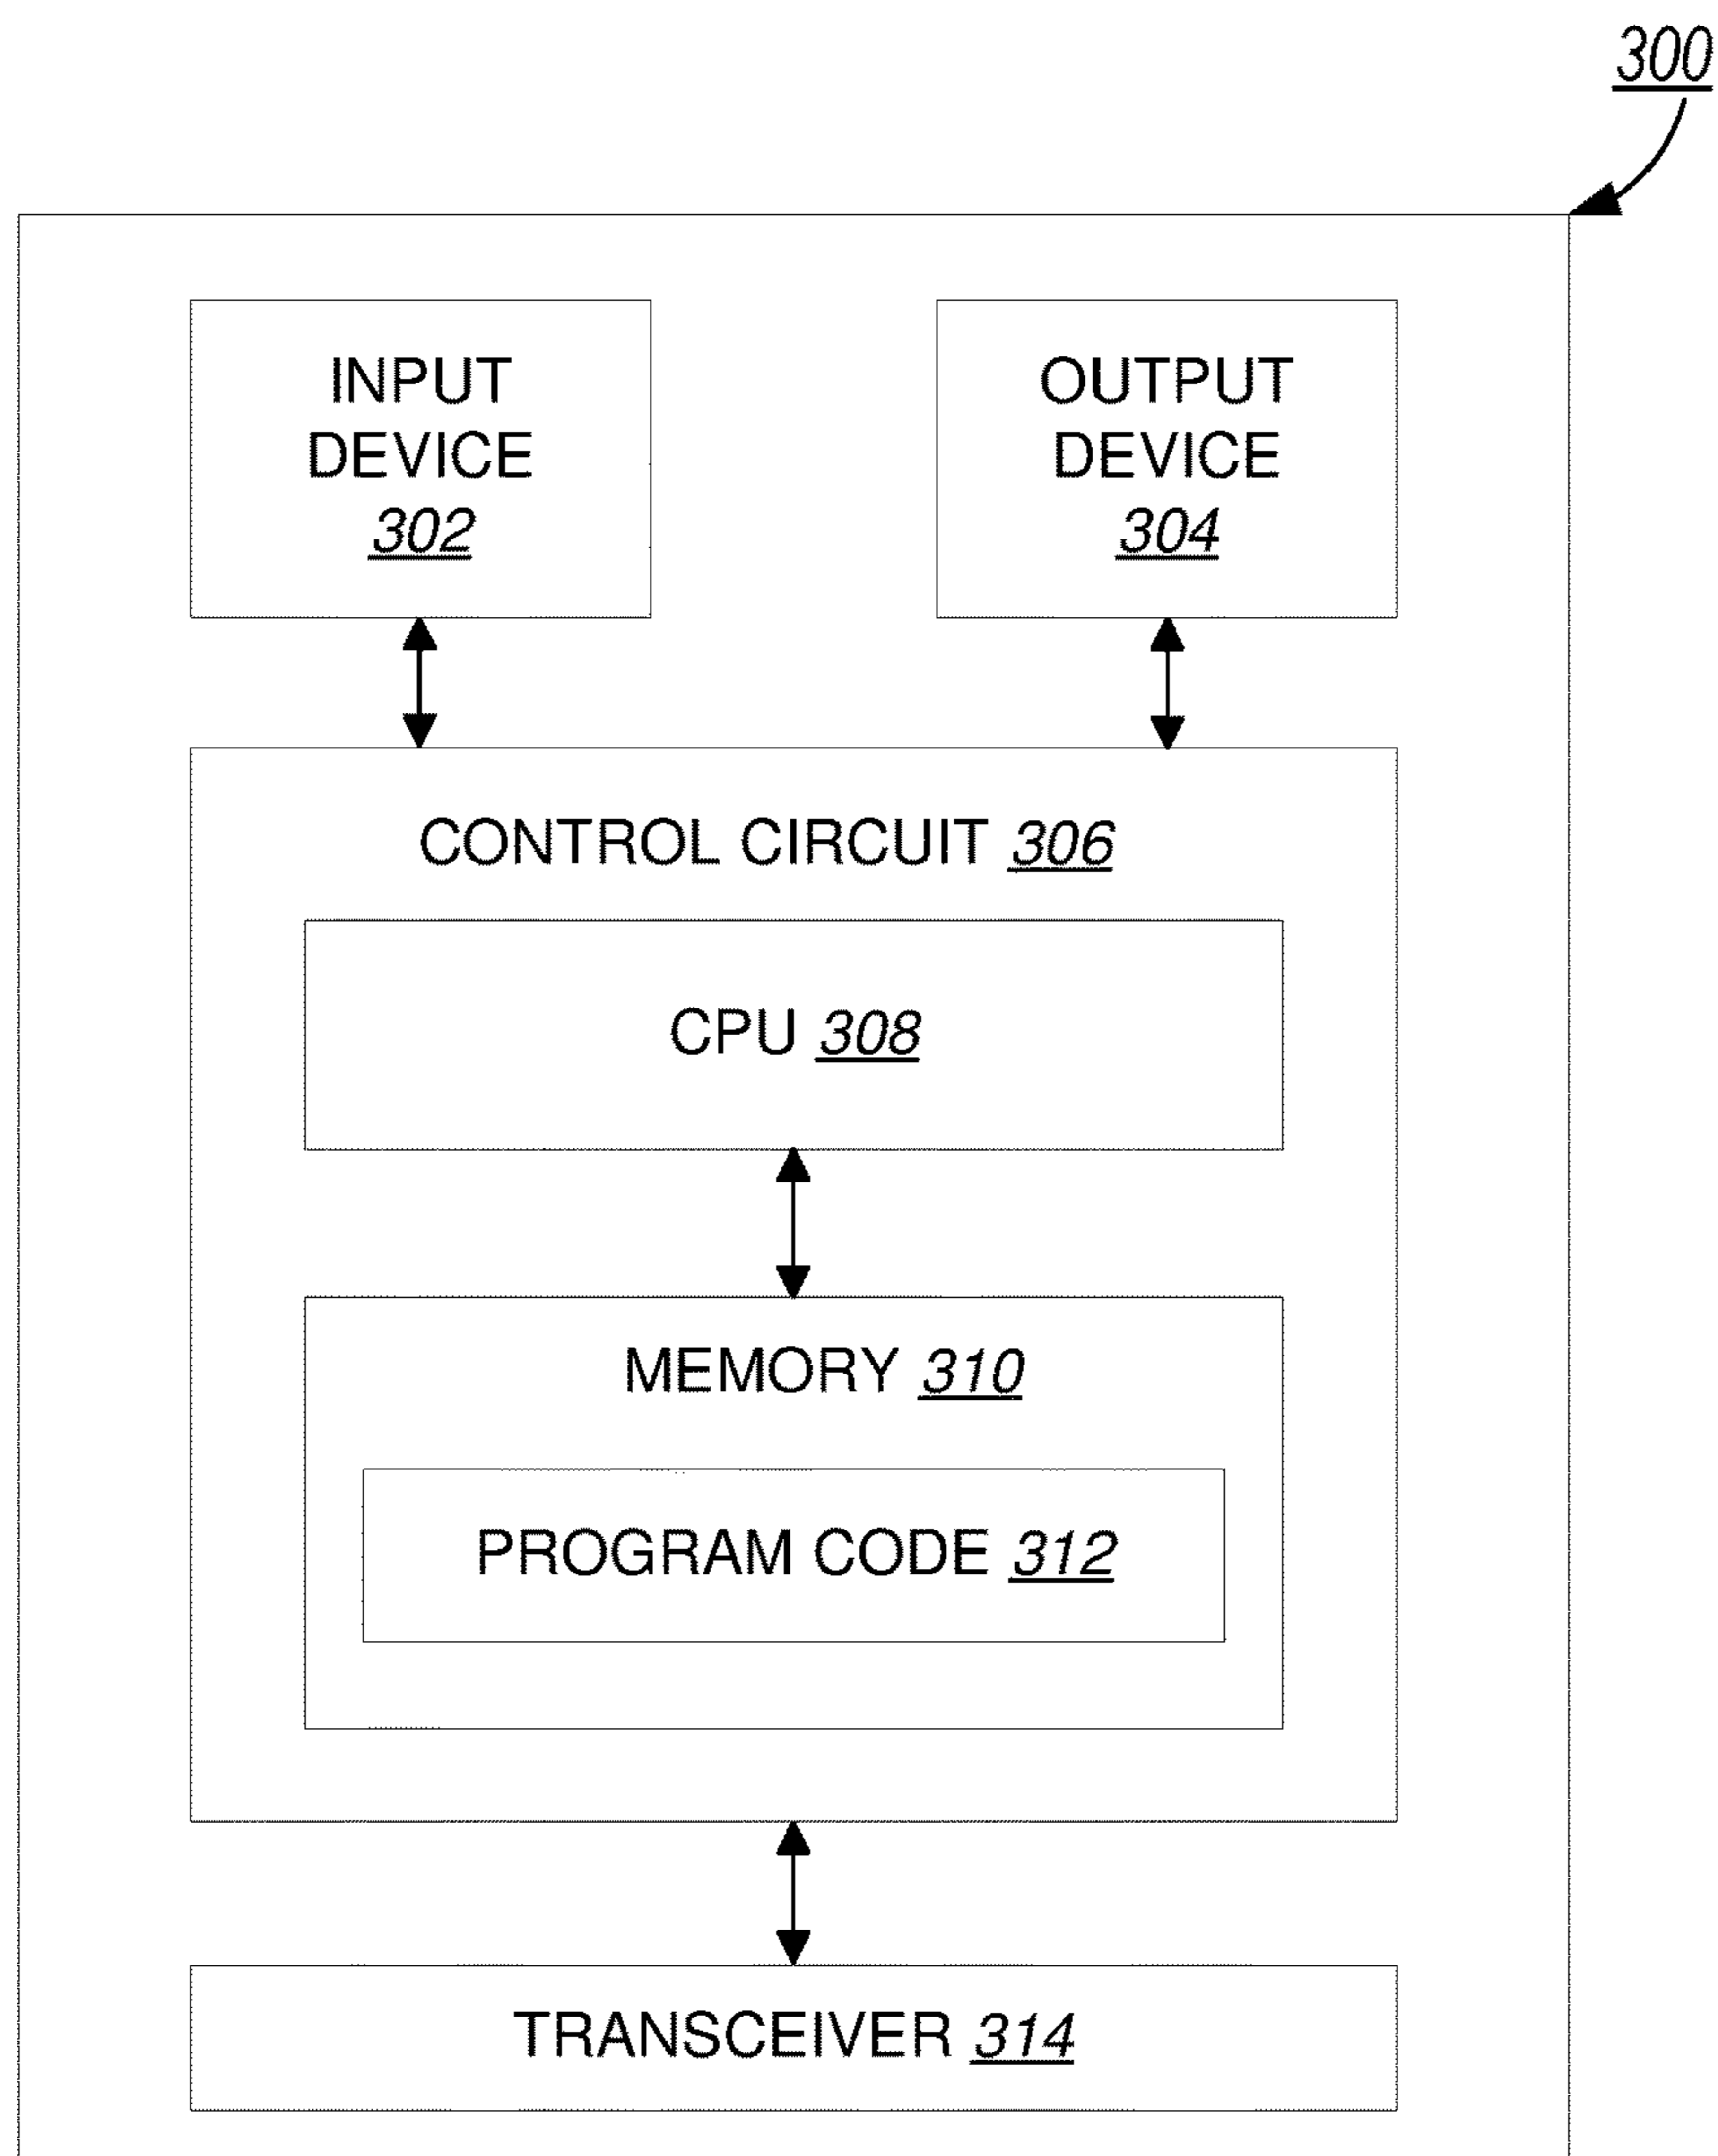 300
INPUT
DEVICE
302
OUTPUT
DEVICE
304
CONTROL CIRCUIT 306
CPU 308
MEMORY 310
PROGRAM CODE 312
TRANSCEIVER 314